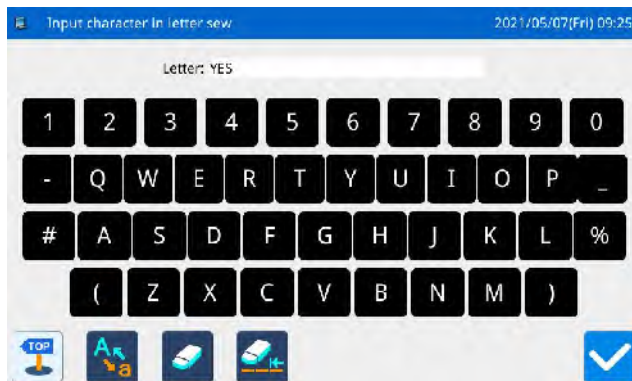 Input character in letter sew 2021/05/07(Fri) 09:25
Letter: YES
1 2 3 4 5 6 7 8 9 0
- Q W E R T Y U I O P _
# A S D F G H J K L %
( Z X C V B N M )
TOP A a